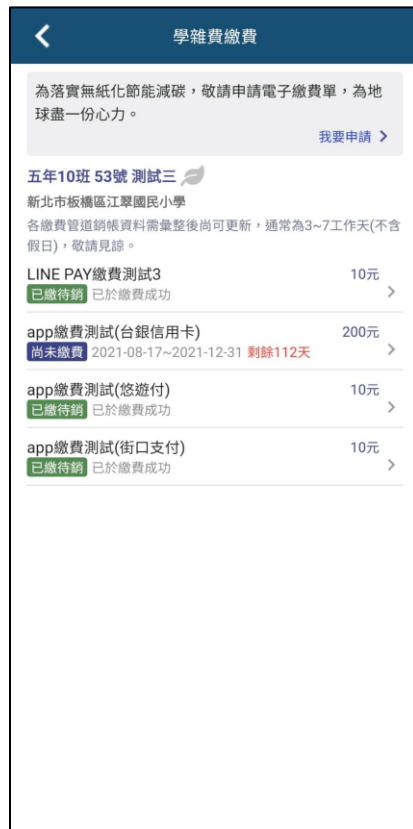 學雜費繳費
為落實無紙化節能減碳，敬請申請電子繳費單，為地
球盡一份心力。
我要申請
五年10班 53號 測試三
新北市板橋區江翠國民小學
各繳費管道銷帳資料需彙整後尚可更新，通常為3~7工作天(不含
假日)，敬請見諒。
LINE PAY繳費測試3 10元
已繳待銷 已於繳費成功
app繳費測試(台銀信用卡) 200元
尚未繳費 2021-08-17~2021-12-31 剩餘112天
app繳費測試(悠遊付) 10元
已繳待銷 已於繳費成功
app繳費測試(街口支付) 10元
已繳待銷 已於繳費成功